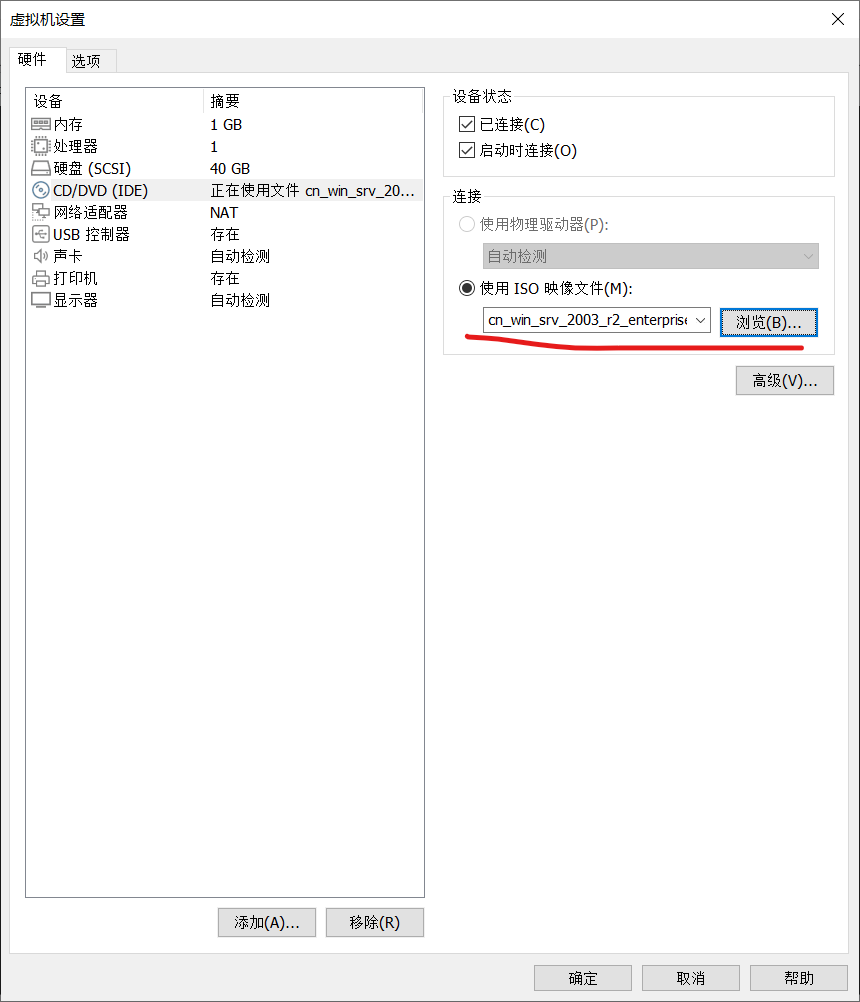 虚拟机设置
硬件 选项
设备 摘要
内存 1 GB
处理器 1
硬盘 (SCSI) 40 GB
CD/DVD (IDE) 正在使用文件 cn_win_srv_20...
网络适配器 NAT
USB 控制器 存在
声卡 自动检测
打印机 存在
显示器 自动检测
添加(A)... 移除(R)
设备状态
已连接(C)
启动时连接(O)
连接
使用物理驱动器(P):
自动检测
使用 ISO 映像文件(M):
cn_win_srv_2003_r2_enterprise 浏览(B)...
高级(V)...
确定 取消 帮助